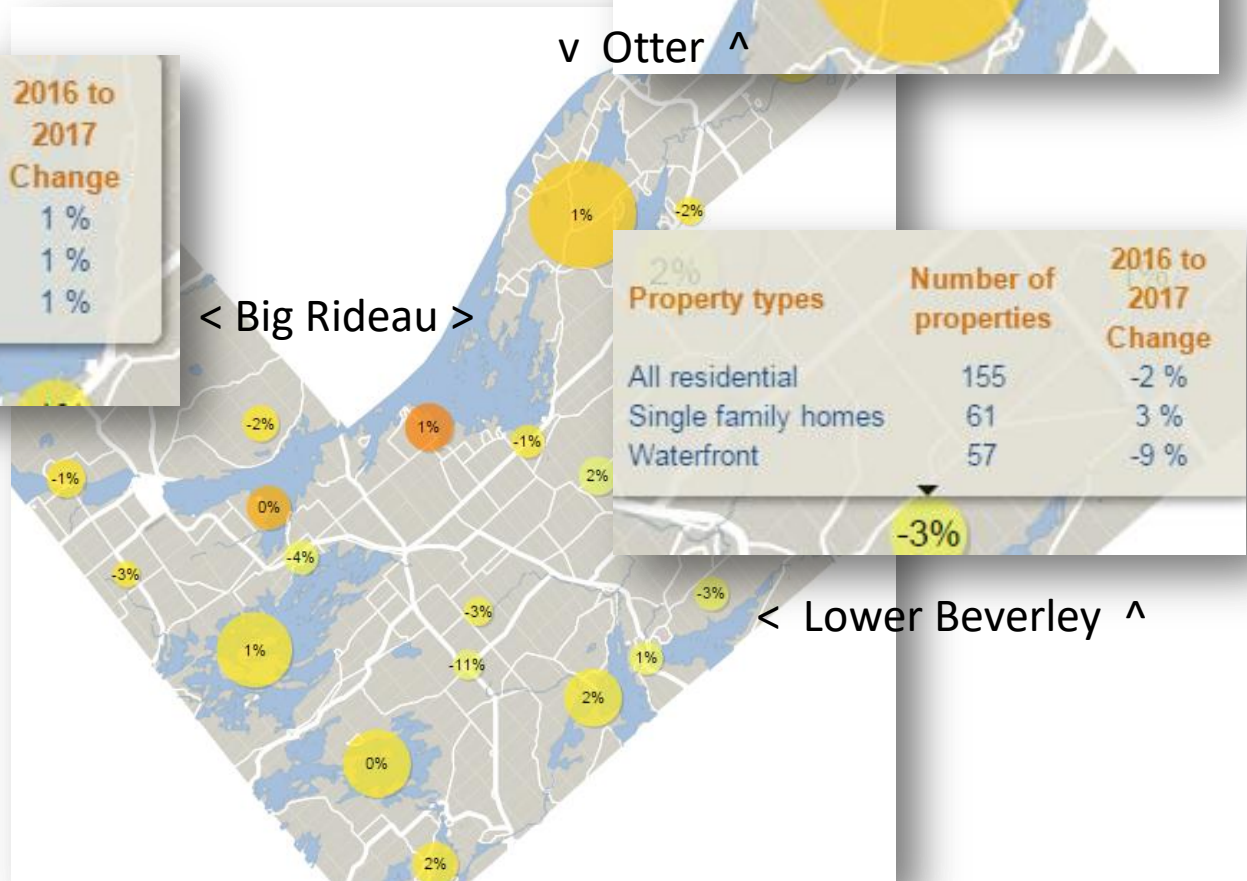 v Otter ^
2016 to
2017
Change
1 %
1 %
1 %
< Big Rideau >
1%
-2%
2%
Property types Number of properties 2016 to 2017 Change
All residential 155 -2 %
Single family homes 61 3 %
Waterfront 57 -9 %
-3%
-2%
1%
-1%
-1%
2%
0%
-4%
-3%
-3%
-3%
< Lower Beverley ^
1%
-11%
1%
2%
0%
2%